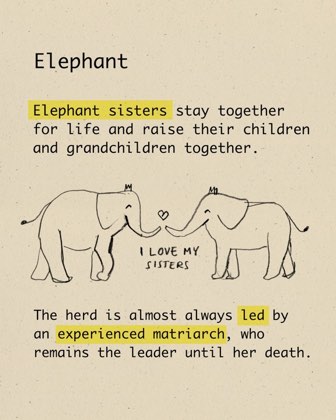 Elephant
Elephant sisters stay together
for life and raise their children
and grandchildren together.
I LOVE MY
SISTERS
The herd is almost always led by
an experienced matriarch, who
remains the leader until her death.